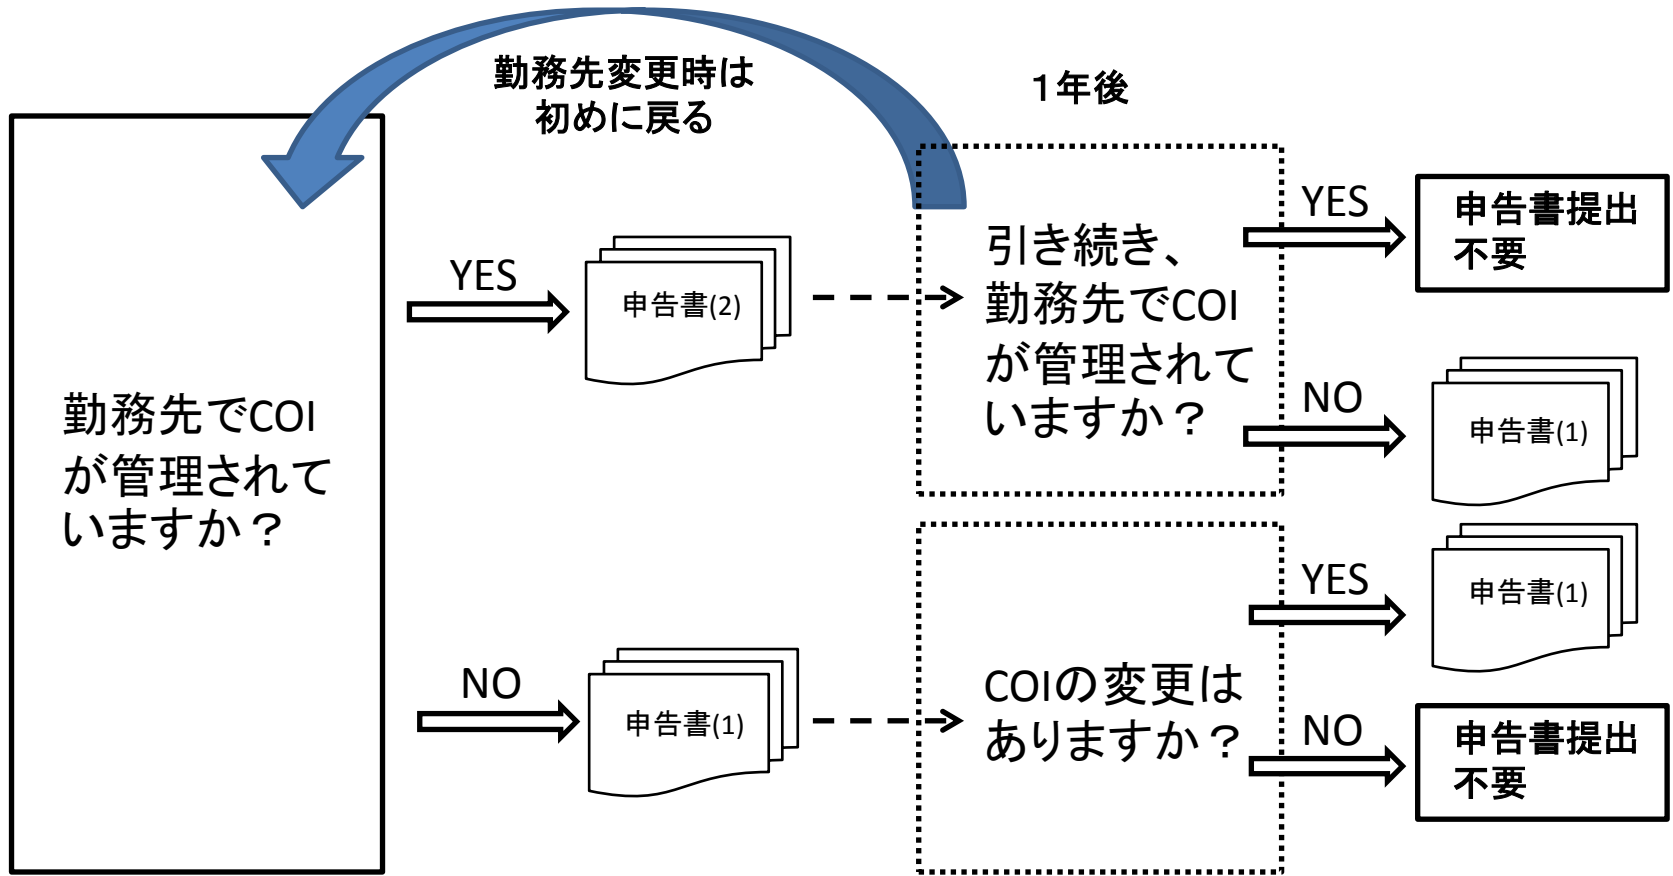 勤務先変更時は
初めに戻る
１年後
勤務先でCOI
が管理されて
いますか？
YES
申告書(2)
引き続き、
勤務先でCOI
が管理されて
いますか？
YES
申告書提出
不要
NO
申告書(1)
NO
申告書(1)
COIの変更は
ありますか？
YES
申告書(1)
NO
申告書提出
不要